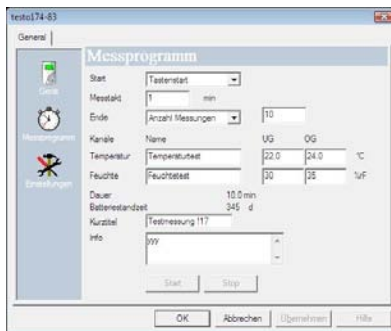 testo174-83
General
Messprogramm
Start Tastenstart
Messtakt 1 min
Ende Anzahl Messungen 10
Kanäle Name UG OG
Temperatur Temperaturtest 22.0 24.0 °C
Feuchte Feuchtetest 30 35 %rF
Dauer 10.0 min
Batteriestandzeit 345 d
Kurztitel Testmessung !17
Info yyy
Gerät
Messprogramm
Einstellungen
Start Stop
OK Abbrechen Übernehmen Hilfe